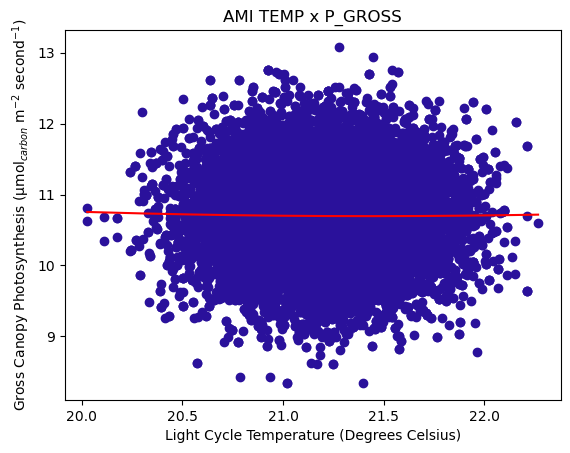 AMI TEMP x P_GROSS
Gross Canopy Photosynthesis (μmol$_{carbon}$ m$^{-2}$ second$^{-1}$)
13
12
11
10
9
20.0 20.5 21.0 21.5 22.0
Light Cycle Temperature (Degrees Celsius)